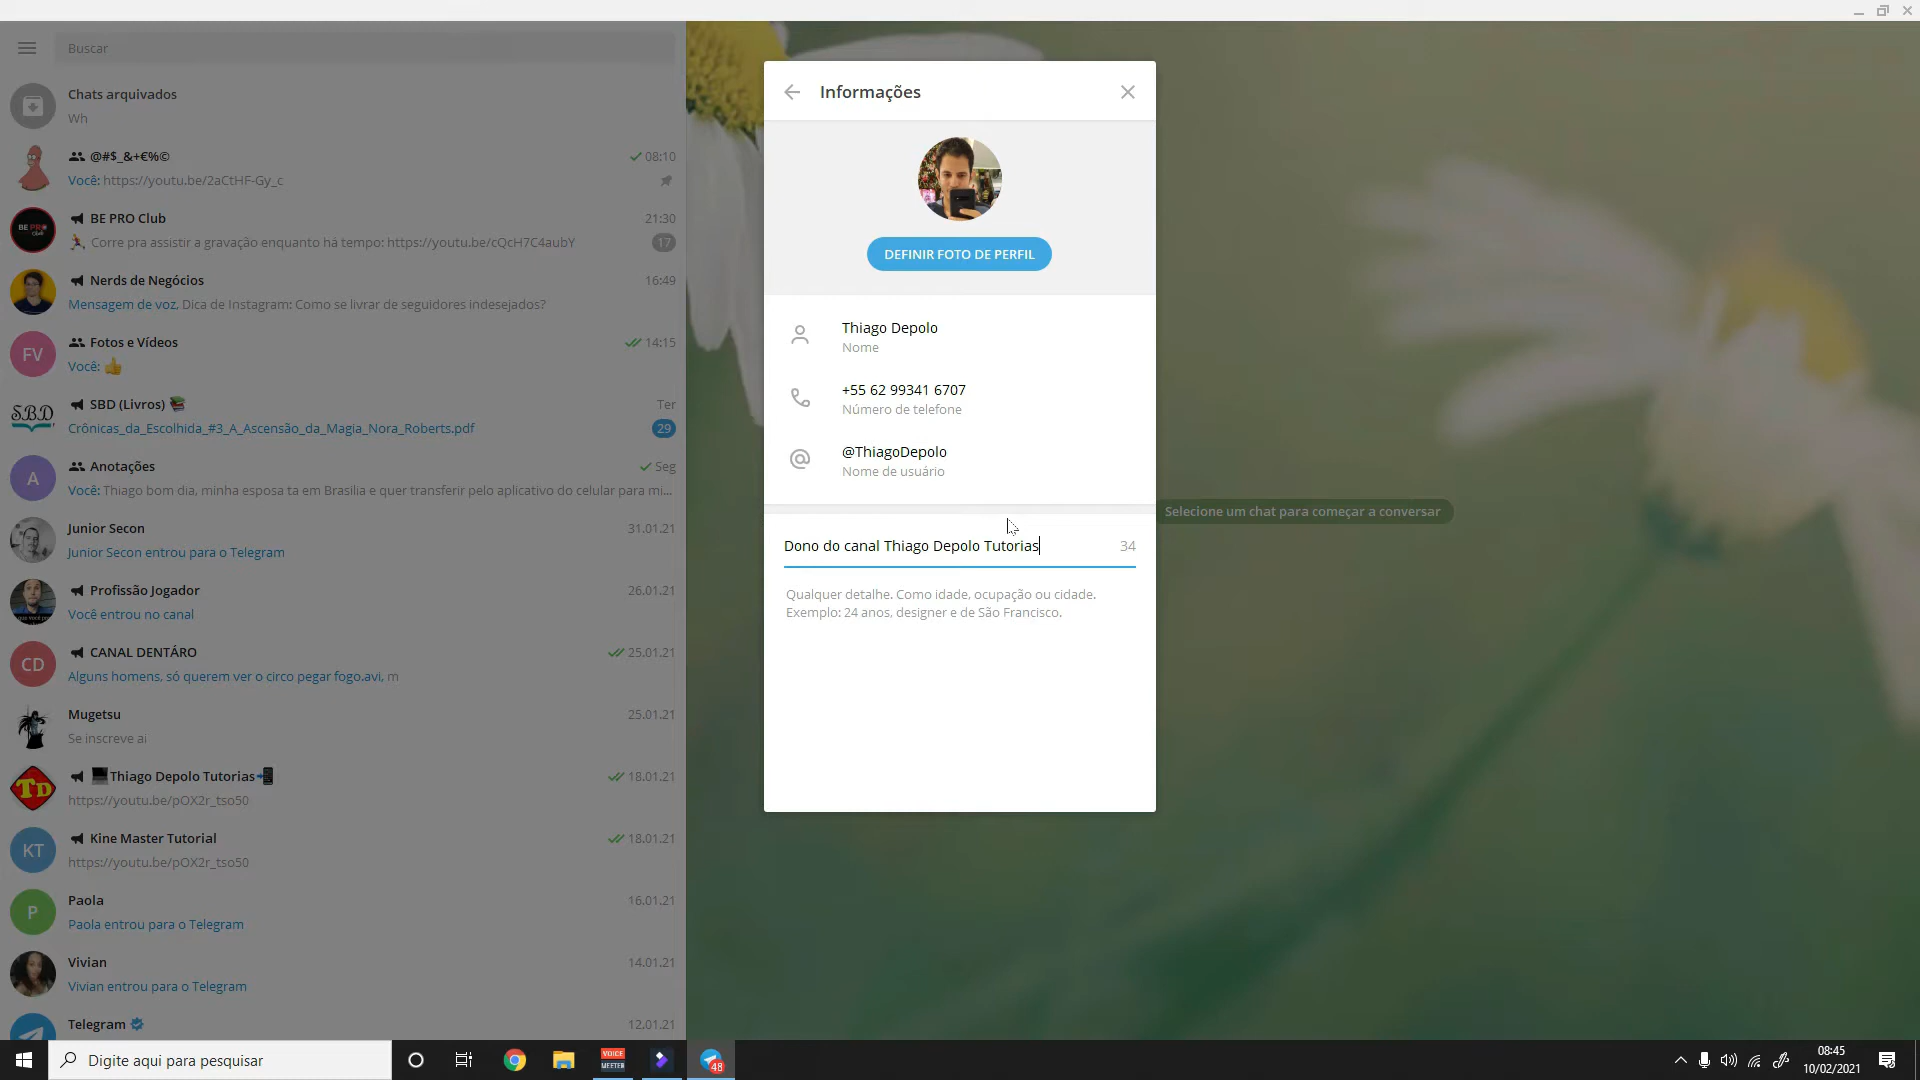 Buscar
Chats arquivados
Wh
@#$_&+€%© 08:10
Você: https://youtu.be/2aCtHF-Gy_c
BE PRO Club 21:30
🏃 Corre pra assistir a gravação enquanto há tempo: https://youtu.be/cQcH7C4aubY 17
Nerds de Negócios 16:49
Mensagem de voz, Dica de Instagram: Como se livrar de seguidores indesejados?
FV
Fotos e Vídeos 14:15
Você: 👍
SBD
SBD (Livros) 📚 Ter
Crônicas_da_Escolhida_#3_A_Ascensão_da_Magia_Nora_Roberts.pdf 29
A
Anotações Seg
Você: Thiago bom dia, minha esposa ta em Brasilia e quer transferir pelo aplicativo do celular para mi...
Junior Secon 31.01.21
Junior Secon entrou para o Telegram
Profissão Jogador 26.01.21
Você entrou no canal
CD
CANAL DENTÁRO 25.01.21
Alguns homens, só querem ver o circo pegar fogo.avi, m
Mugetsu 25.01.21
Se inscreve ai
TD
💻Thiago Depolo Tutorias📲 18.01.21
https://youtu.be/pOX2r_tso50
KT
Kine Master Tutorial 18.01.21
https://youtu.be/pOX2r_tso50
P
Paola 16.01.21
Paola entrou para o Telegram
Vivian 14.01.21
Vivian entrou para o Telegram
Telegram 12.01.21
Informações
DEFINIR FOTO DE PERFIL
Thiago Depolo
Nome
+55 62 99341 6707
Número de telefone
@ThiagoDepolo
Nome de usuário
Dono do canal Thiago Depolo Tutorias 34
Qualquer detalhe. Como idade, ocupação ou cidade.
Exemplo: 24 anos, designer e de São Francisco.
Selecione um chat para começar a conversar
Digite aqui para pesquisar
VOICE
MEETER
48
08:45
10/02/2021